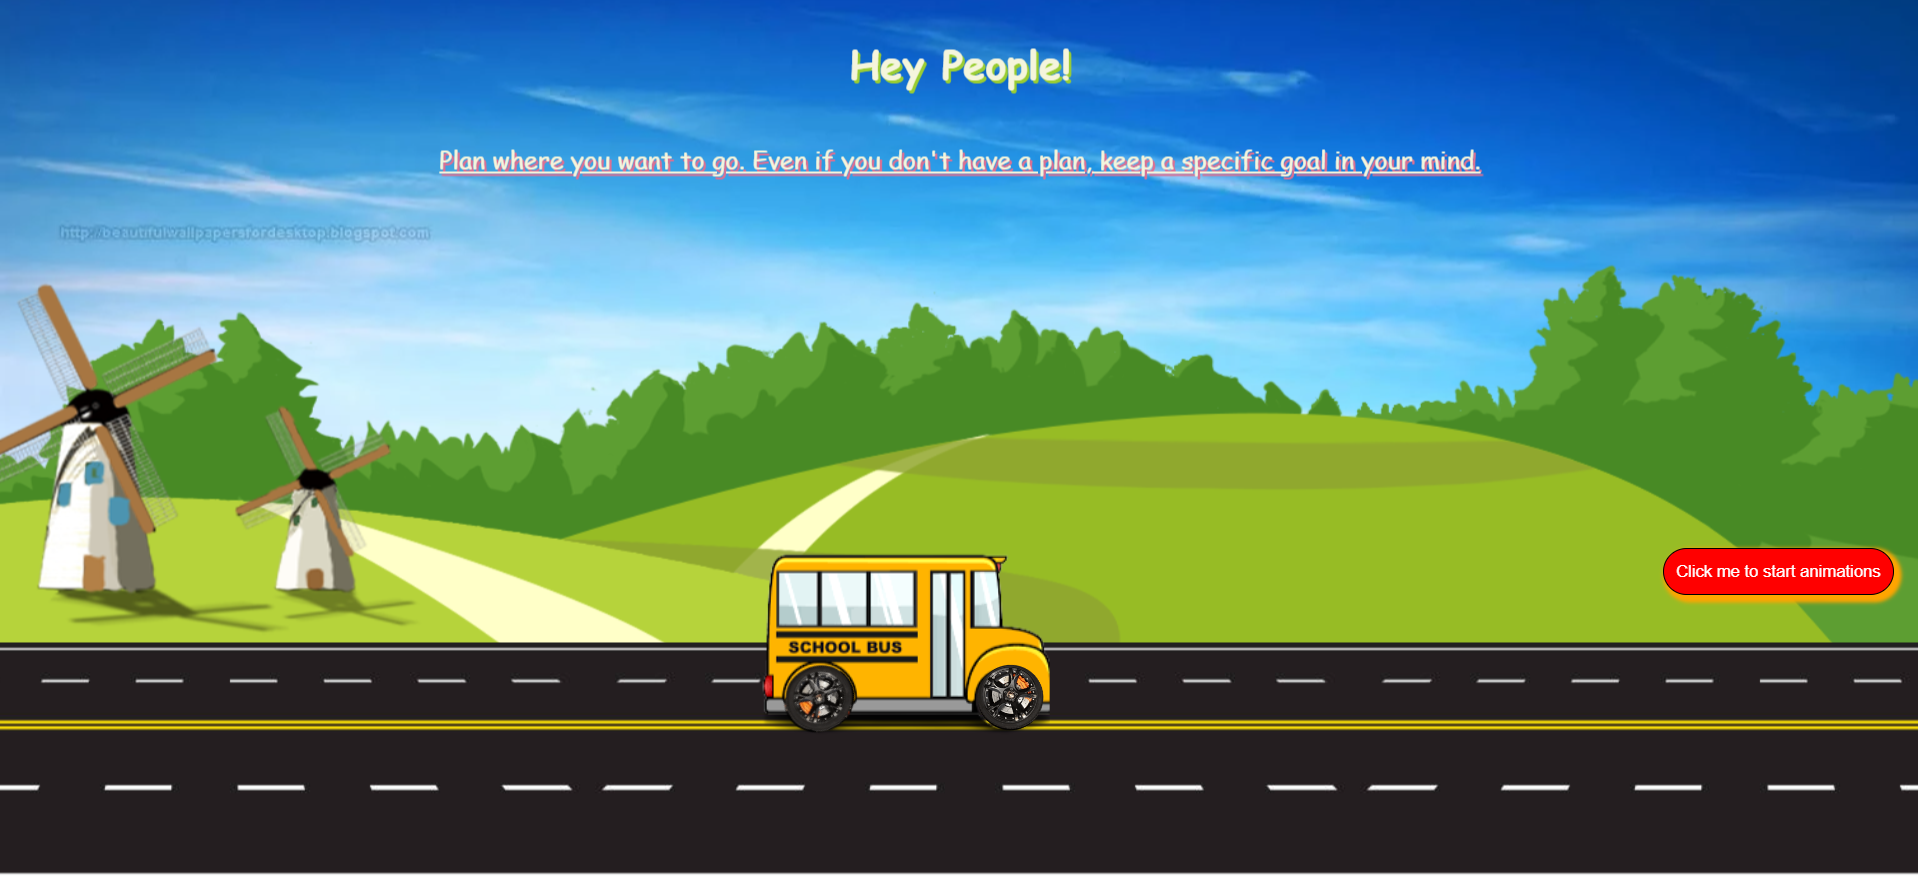 Hey People!
Plan where you want to go. Even if you don't have a plan, keep a specific goal in your mind.
http://beautifulwallpapersfordesktop.blogspot.com
Click me to start animations
SCHOOL BUS